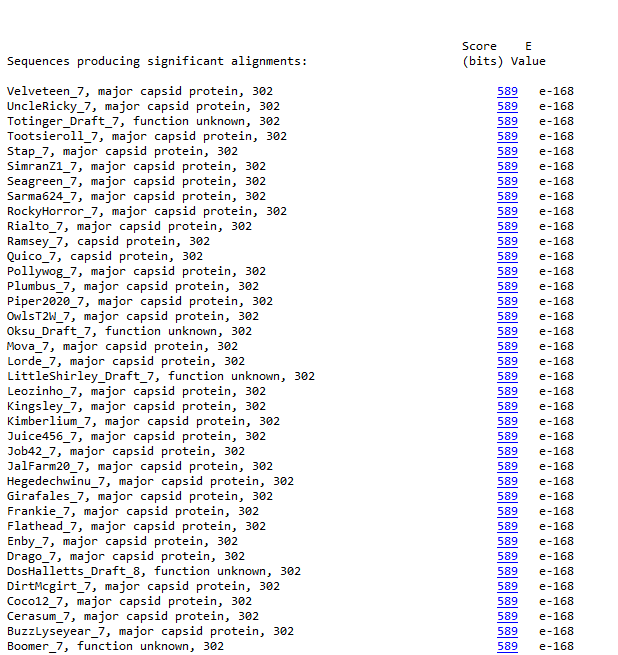 Score E
Sequences producing significant alignments: (bits) Value
Velveteen_7, major capsid protein, 302 589 e-168
UncleRicky_7, major capsid protein, 302 589 e-168
Totinger_Draft_7, function unknown, 302 589 e-168
Tootsieroll_7, major capsid protein, 302 589 e-168
Stap_7, major capsid protein, 302 589 e-168
SimranZ1_7, major capsid protein, 302 589 e-168
Seagreen_7, major capsid protein, 302 589 e-168
Sarma624_7, major capsid protein, 302 589 e-168
RockyHorror_7, major capsid protein, 302 589 e-168
Rialto_7, major capsid protein, 302 589 e-168
Ramsey_7, capsid protein, 302 589 e-168
Quico_7, capsid protein, 302 589 e-168
Pollywog_7, major capsid protein, 302 589 e-168
Plumbus_7, major capsid protein, 302 589 e-168
Piper2020_7, major capsid protein, 302 589 e-168
OwlsT2W_7, major capsid protein, 302 589 e-168
Oksu_Draft_7, function unknown, 302 589 e-168
Mova_7, major capsid protein, 302 589 e-168
Lorde_7, major capsid protein, 302 589 e-168
LittleShirley_Draft_7, function unknown, 302 589 e-168
Leozinho_7, major capsid protein, 302 589 e-168
Kingsley_7, major capsid protein, 302 589 e-168
Kimberlium_7, major capsid protein, 302 589 e-168
Juice456_7, major capsid protein, 302 589 e-168
Job42_7, major capsid protein, 302 589 e-168
JalFarm20_7, major capsid protein, 302 589 e-168
Hegedechwinu_7, major capsid protein, 302 589 e-168
Girafales_7, major capsid protein, 302 589 e-168
Frankie_7, major capsid protein, 302 589 e-168
Flathead_7, major capsid protein, 302 589 e-168
Enby_7, major capsid protein, 302 589 e-168
Drago_7, major capsid protein, 302 589 e-168
DosHalletts_Draft_8, function unknown, 302 589 e-168
DirtMcgirt_7, major capsid protein, 302 589 e-168
Coco12_7, major capsid protein, 302 589 e-168
Cerasum_7, major capsid protein, 302 589 e-168
BuzzLyseyear_7, major capsid protein, 302 589 e-168
Boomer_7, function unknown, 302 589 e-168